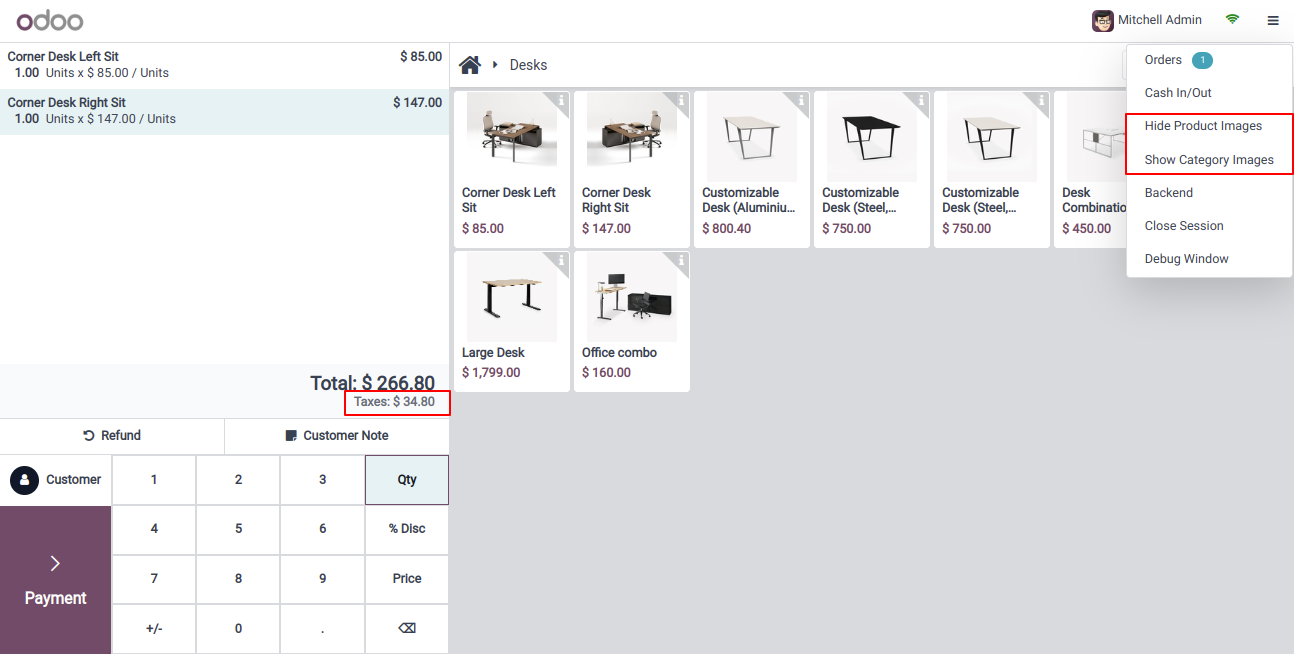 odoo
Mitchell Admin
Corner Desk Left Sit $ 85.00
1.00 Units x $ 85.00 / Units
Corner Desk Right Sit $ 147.00
1.00 Units x $ 147.00 / Units
Total: $ 266.80
Taxes: $ 34.80
Refund
Customer Note
Customer
1 2 3 Qty
4 5 6 % Disc
7 8 9 Price
+/- 0 .
Payment
Desks
Corner Desk Left
Sit
$ 85.00
Corner Desk
Right Sit
$ 147.00
Customizable
Desk (Aluminiu...
$ 800.40
Customizable
Desk (Steel,...
$ 750.00
Customizable
Desk (Steel,...
$ 750.00
Desk
Combinatio
$ 450.00
Large Desk
$ 1,799.00
Office combo
$ 160.00
Orders 1
Cash In/Out
Hide Product Images
Show Category Images
Backend
Close Session
Debug Window